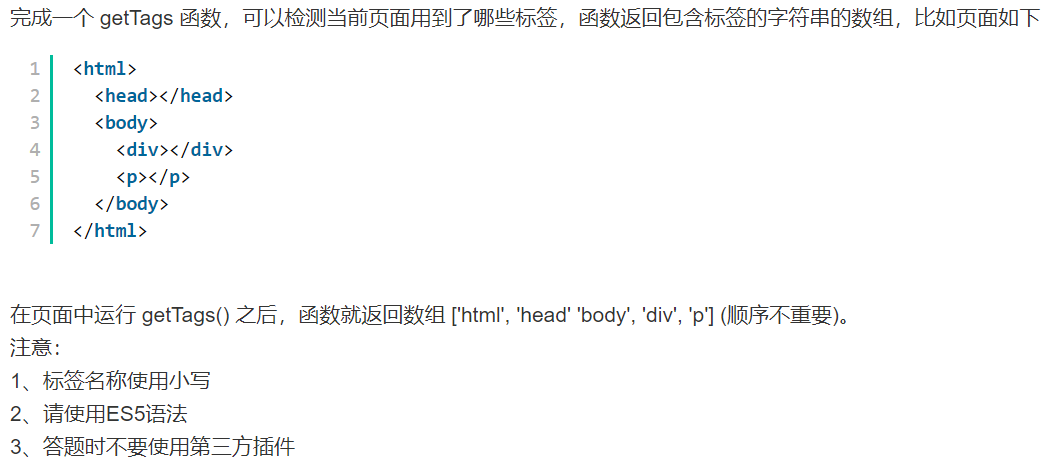 完成一个 getTags 函数，可以检测当前页面用到了哪些标签，函数返回包含标签的字符串的数组，比如页面如下
1 <html>
2   <head></head>
3   <body>
4     <div></div>
5     <p></p>
6   </body>
7 </html>
在页面中运行 getTags() 之后，函数就返回数组 ['html', 'head' 'body', 'div', 'p'] (顺序不重要)。
注意：
1、标签名称使用小写
2、请使用ES5语法
3、答题时不要使用第三方插件